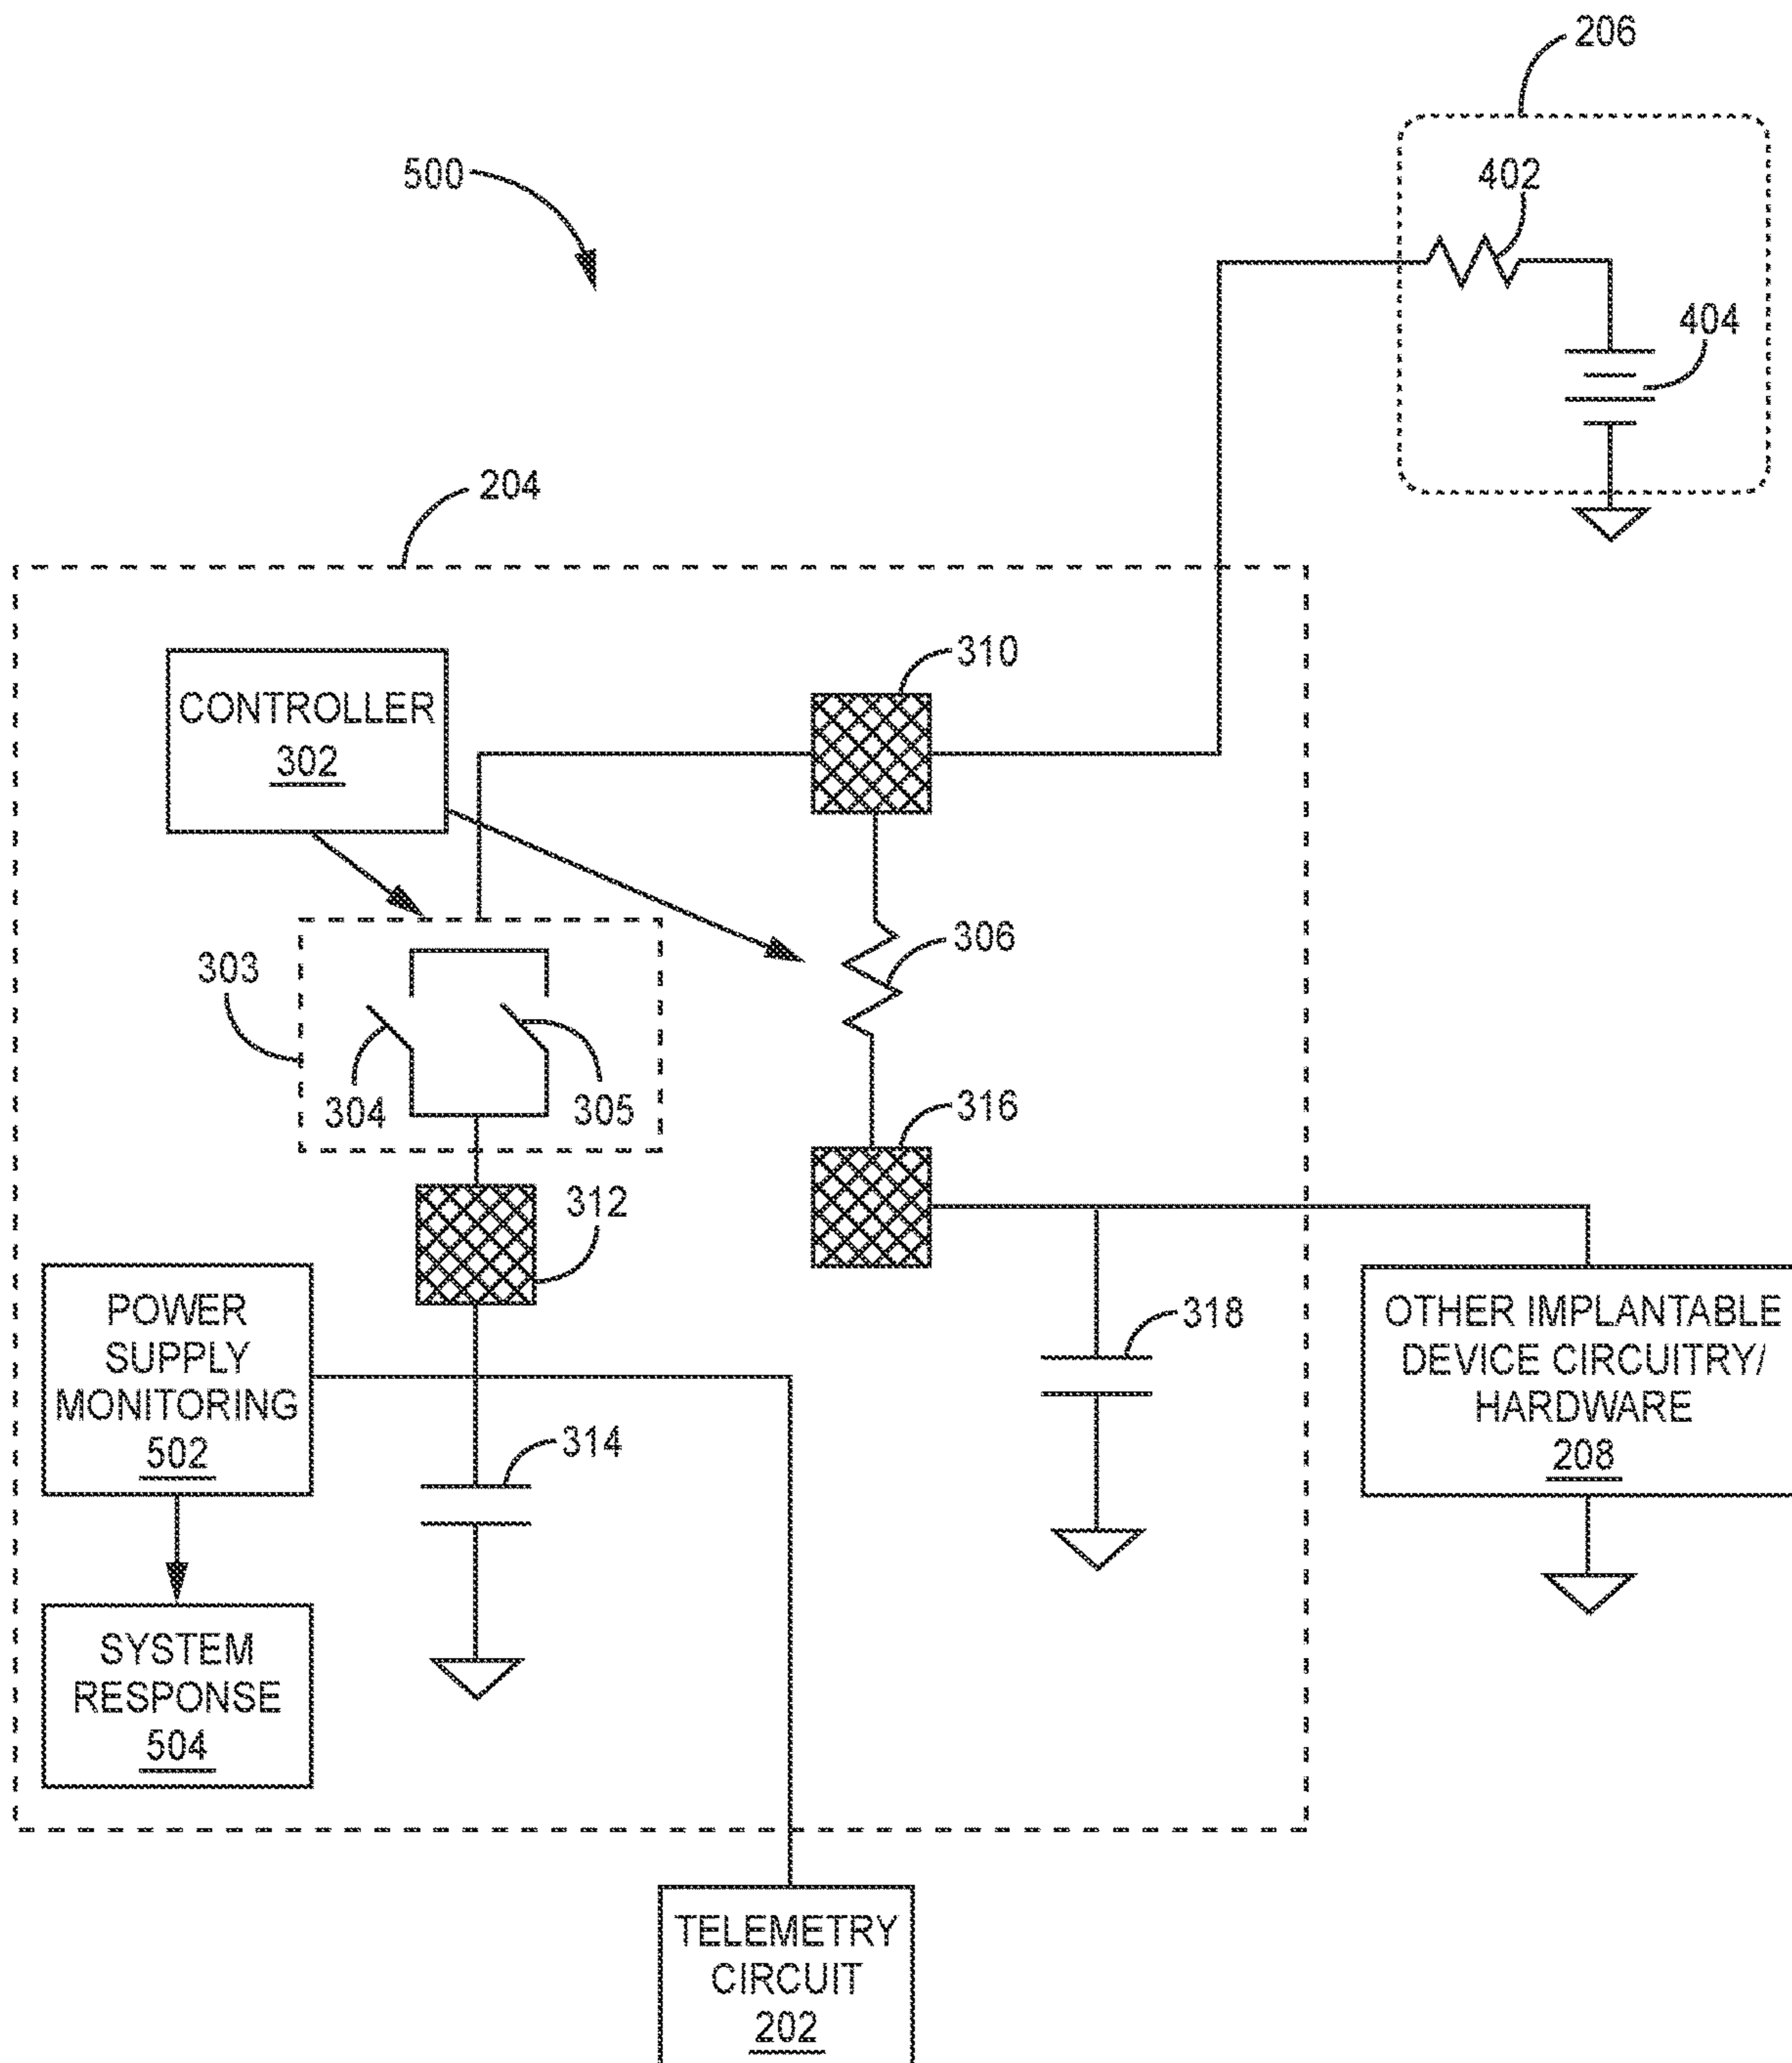 206
500
402
404
204
310
CONTROLLER
302
303
306
304
305
316
312
POWER
SUPPLY
MONITORING
502
318
OTHER IMPLANTABLE
DEVICE CIRCUITRY/
HARDWARE
208
314
SYSTEM
RESPONSE
504
TELEMETRY
CIRCUIT
202